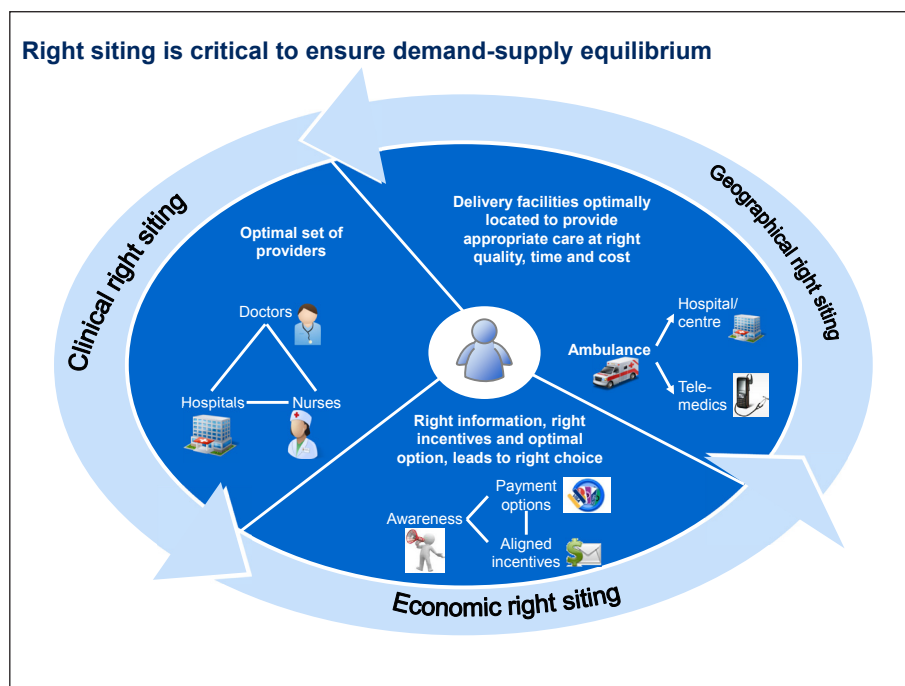 Right siting is critical to ensure demand-supply equilibrium
Clinical right siting
Optimal set of
providers
Doctors
Hospitals
Nurses
Geographical right siting
Delivery facilities optimally
located to provide
appropriate care at right
quality, time and cost
Ambulance
Hospital/
centre
Tele-
medics
Right information, right
incentives and optimal
option, leads to right choice
Awareness
Payment
options
Aligned
incentives
Economic right siting